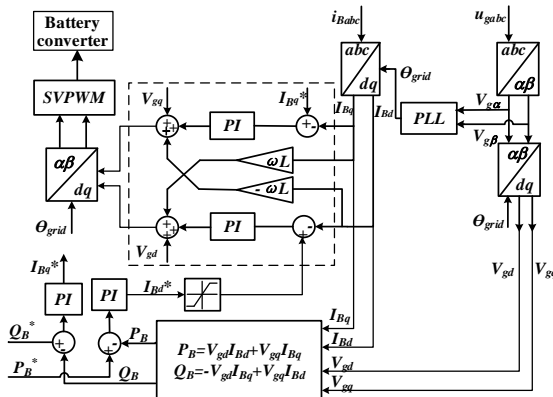 i_Babc
u_gabc
Battery
converter
abc
dq
abc
αβ
θ_grid
V_gq
I_Bq*
I_Bq
I_Bd
V_gα
SVPWM
PI
PLL
V_gβ
ωL
αβ
dq
αβ
dq
- ωL
PI
θ_grid
V_gd
θ_grid
I_Bq*
V_gd
V_gq
PI
PI
I_Bd*
I_Bq
Q_B*
P_B
I_Bd
P_B=V_gdI_Bd+V_gqI_Bq
Q_B=-V_gdI_Bq+V_gqI_Bd
V_gd
P_B*
Q_B
V_gq